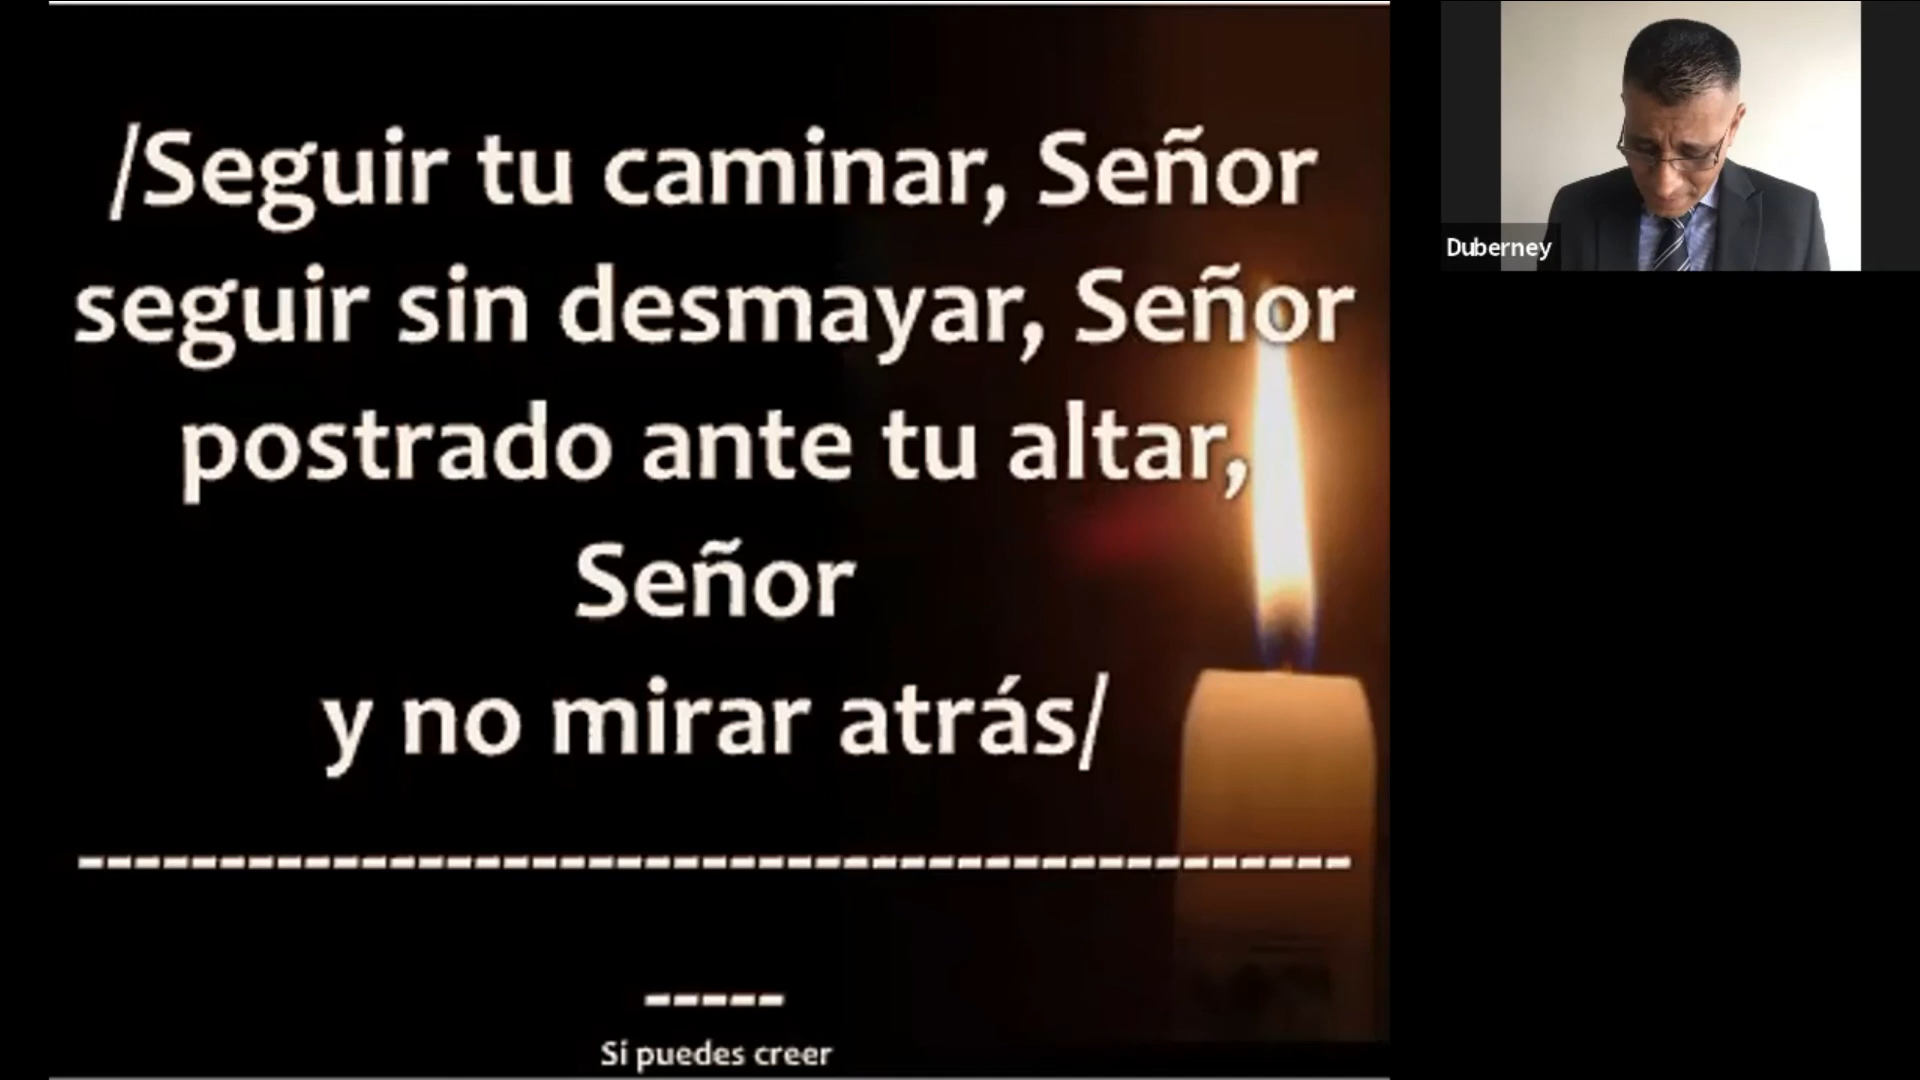 /Seguir tu caminar, Señor
seguir sin desmayar, Señor
postrado ante tu altar,
Señor
y no mirar atrás/
---------------------------------------------
-----
Sí puedes creer
Duberney